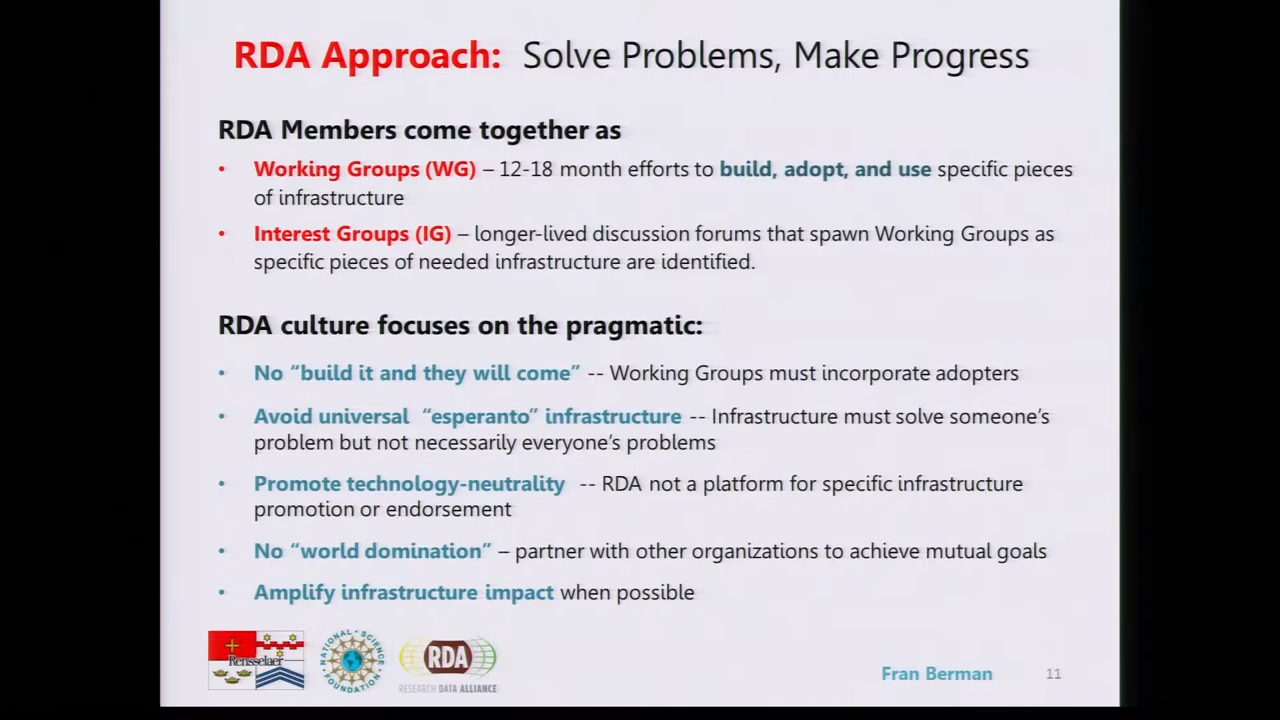 RDA Approach: Solve Problems, Make Progress
RDA Members come together as
• Working Groups (WG) – 12-18 month efforts to build, adopt, and use specific pieces
of infrastructure
• Interest Groups (IG) – longer-lived discussion forums that spawn Working Groups as
specific pieces of needed infrastructure are identified.
RDA culture focuses on the pragmatic:
• No “build it and they will come” -- Working Groups must incorporate adopters
• Avoid universal “esperanto” infrastructure -- Infrastructure must solve someone’s
problem but not necessarily everyone’s problems
• Promote technology-neutrality -- RDA not a platform for specific infrastructure
promotion or endorsement
• No “world domination” – partner with other organizations to achieve mutual goals
• Amplify infrastructure impact when possible
Rensselaer
NATIONAL SCIENCE FOUNDATION
RDA
RESEARCH DATA ALLIANCE
Fran Berman
11